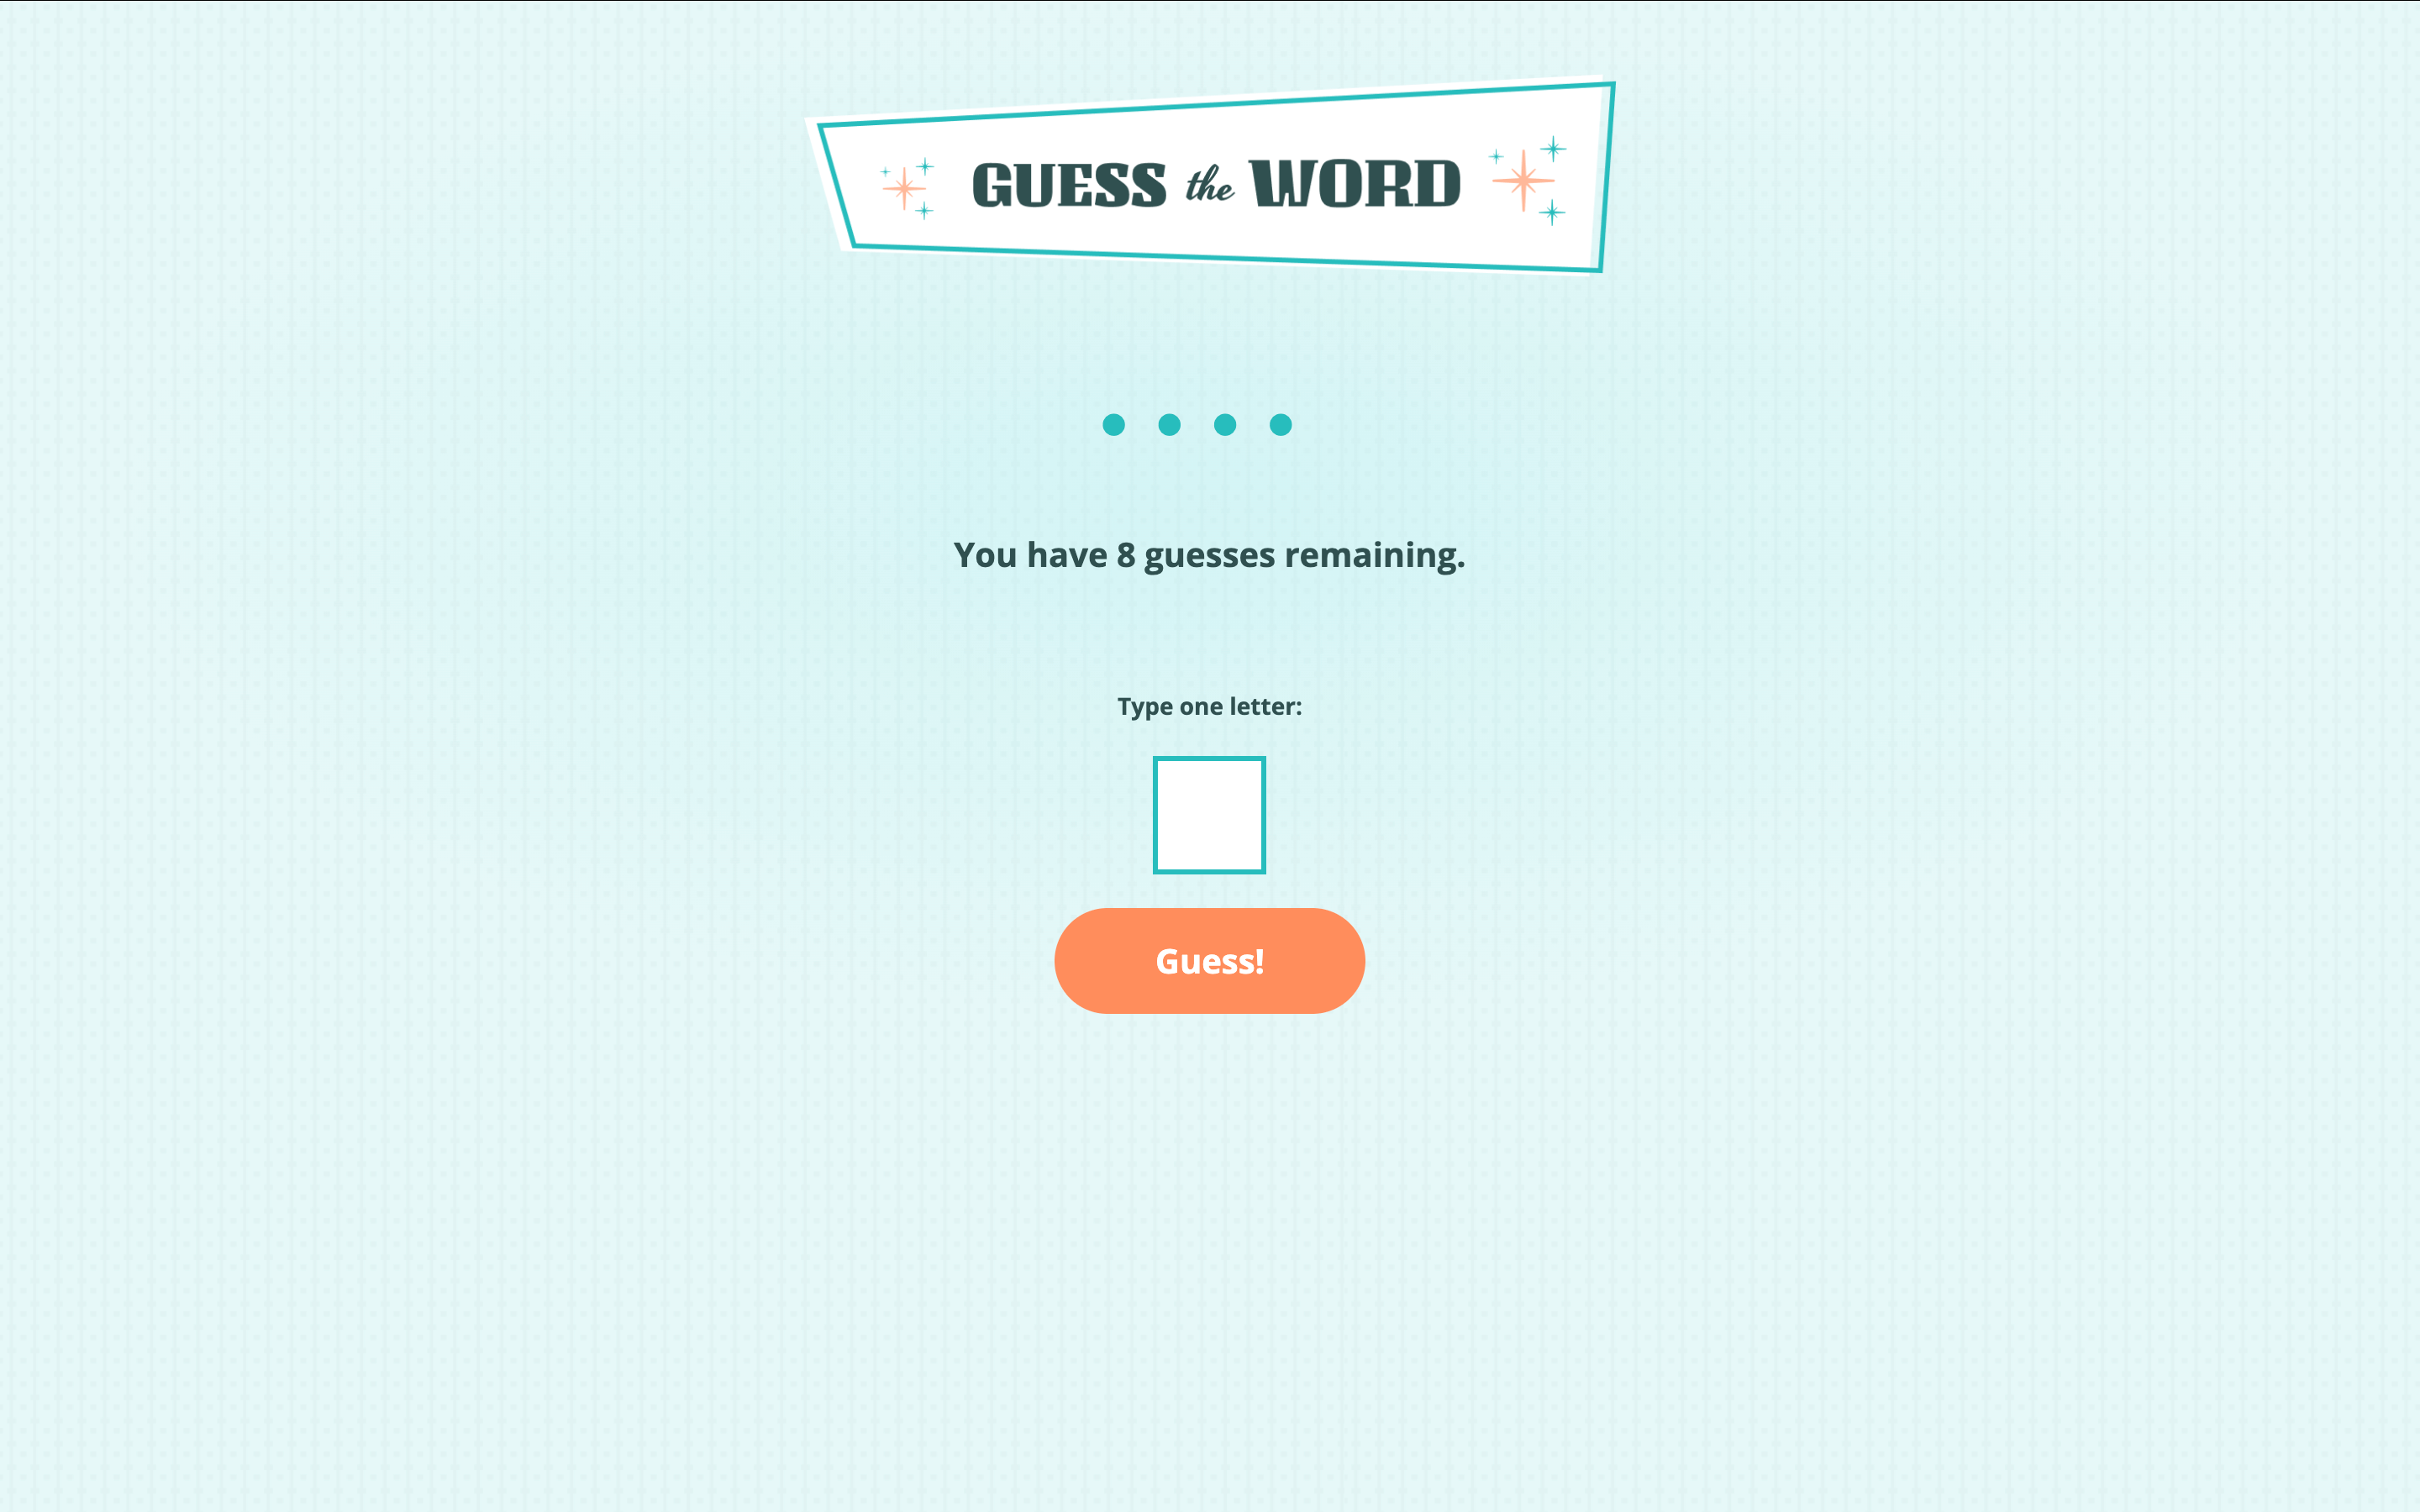 GUESS the WORD
● ● ● ●
You have 8 guesses remaining.
Type one letter:
Guess!